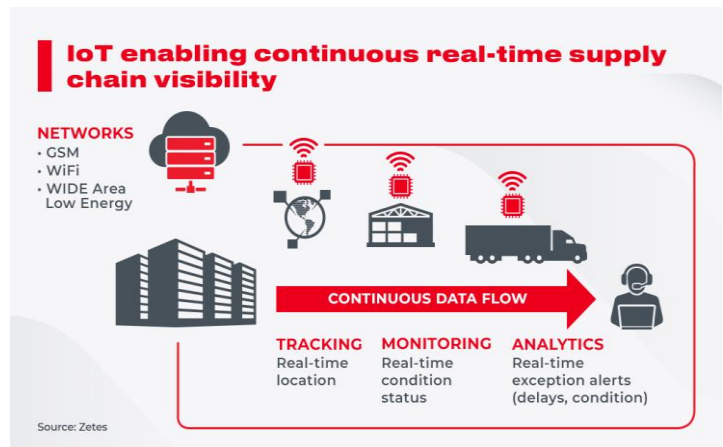 IoT enabling continuous real-time supply
chain visibility
NETWORKS
• GSM
• WiFi
• WIDE Area
Low Energy
CONTINUOUS DATA FLOW
TRACKING
Real-time
location
MONITORING
Real-time
condition
status
ANALYTICS
Real-time
exception alerts
(delays, condition)
Source: Zetes